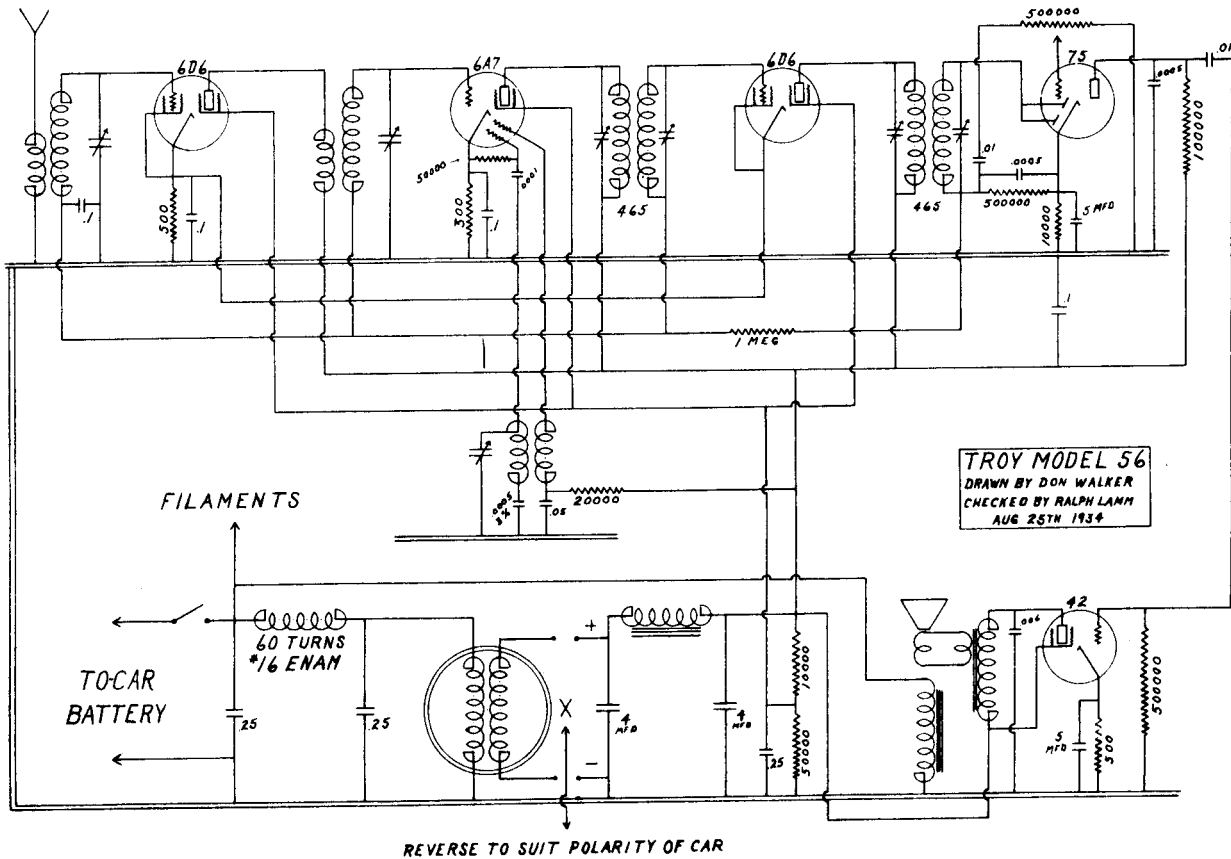 500000
6D6
6A7
6D6
75
.01
.0005
100000
50000
.0001
.01
.0005
.1
500
.1
500
.1
465
465
500000
10000
5 MFD
.1
1 MEG
.0005
3%
.05
20000
TROY MODEL 56
DRAWN BY DON WALKER
CHECKED BY RALPH LAMM
AUG 25TH 1934
FILAMENTS
60 TURNS
#16 ENAM
TO CAR
BATTERY
.25
.25
+
X
−
4
MFD
4
MFD
10000
50000
.25
.006
42
5
MFD
500
500000
REVERSE TO SUIT POLARITY OF CAR